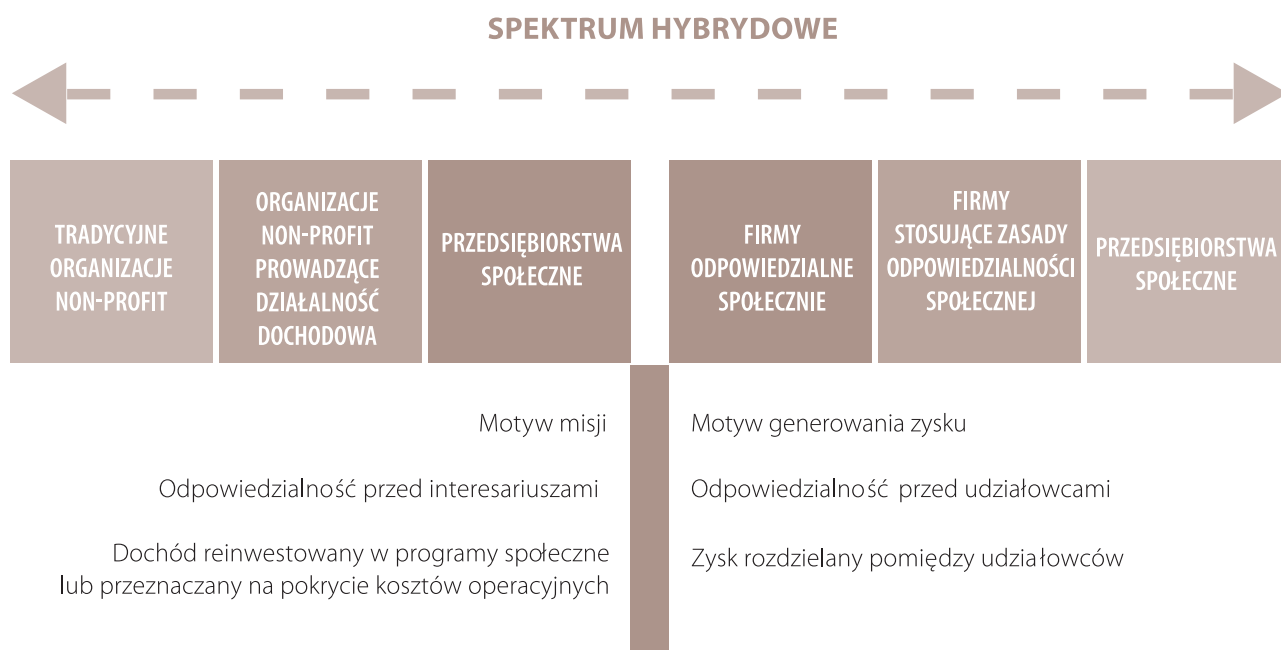 SPEKTRUM HYBRYDOWE
TRADYCYJNE
ORGANIZACJE
NON-PROFIT
ORGANIZACJE
NON-PROFIT
PROWADZĄCE
DZIAŁALNOŚĆ
DOCHODOWA
PRZEDSIĘBIORSTWA
SPOŁECZNE
FIRMY
ODPOWIEDZIALNE
SPOŁECZNIE
FIRMY
STOSUJĄCE ZASADY
ODPOWIEDZIALNOŚCI
SPOŁECZNEJ
PRZEDSIĘBIORSTWA
SPOŁECZNE
Motyw misji
Odpowiedzialność przed interesariuszami
Dochód reinwestowany w programy społeczne
lub przeznaczany na pokrycie kosztów operacyjnych
Motyw generowania zysku
Odpowiedzialność przed udziałowcami
Zysk rozdzielany pomiędzy udziałowców